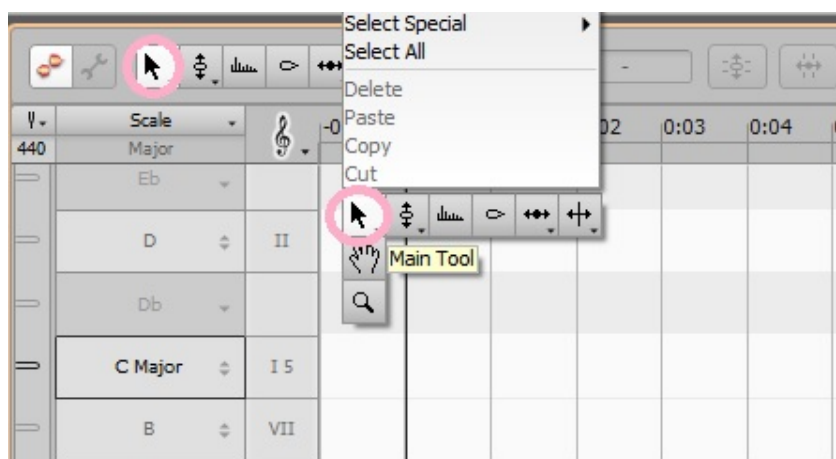 Select Special
Select All
Delete
Paste
Copy
Cut
-
Scale
-0
02
0:03
0:04
440
Major
Eb
D
II
Main Tool
Db
C Major
I 5
B
VII